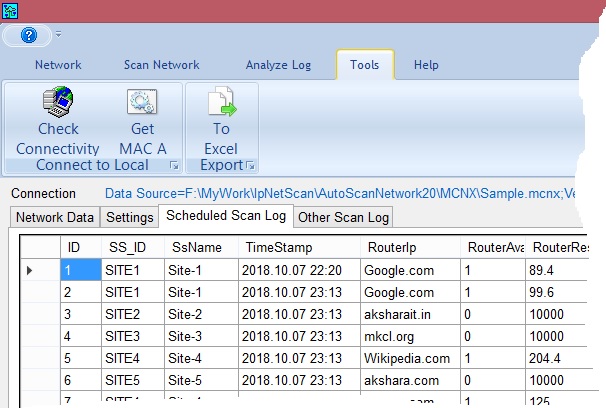 Network Scan Network Analyze Log Tools Help
Check Connectivity Get MAC A To Excel
Connect to Local Export
Connection Data Source=F:\MyWork\IpNetScan\AutoScanNetwork20\MCNX\Sample.mcnx;Ve
Network Data Settings Scheduled Scan Log Other Scan Log
ID SS_ID SsName TimeStamp RouterIp RouterAva RouterRes
1 SITE1 Site-1 2018.10.07 22:20 Google.com 1 89.4
2 SITE1 Site-1 2018.10.07 23:13 Google.com 1 99.6
3 SITE2 Site-2 2018.10.07 23:13 aksharait.in 0 10000
4 SITE3 Site-3 2018.10.07 23:13 mkcl.org 0 10000
5 SITE4 Site-4 2018.10.07 23:13 Wikipedia.com 1 204.4
6 SITE5 Site-5 2018.10.07 23:13 akshara.com 0 10000
7 .com 1 125